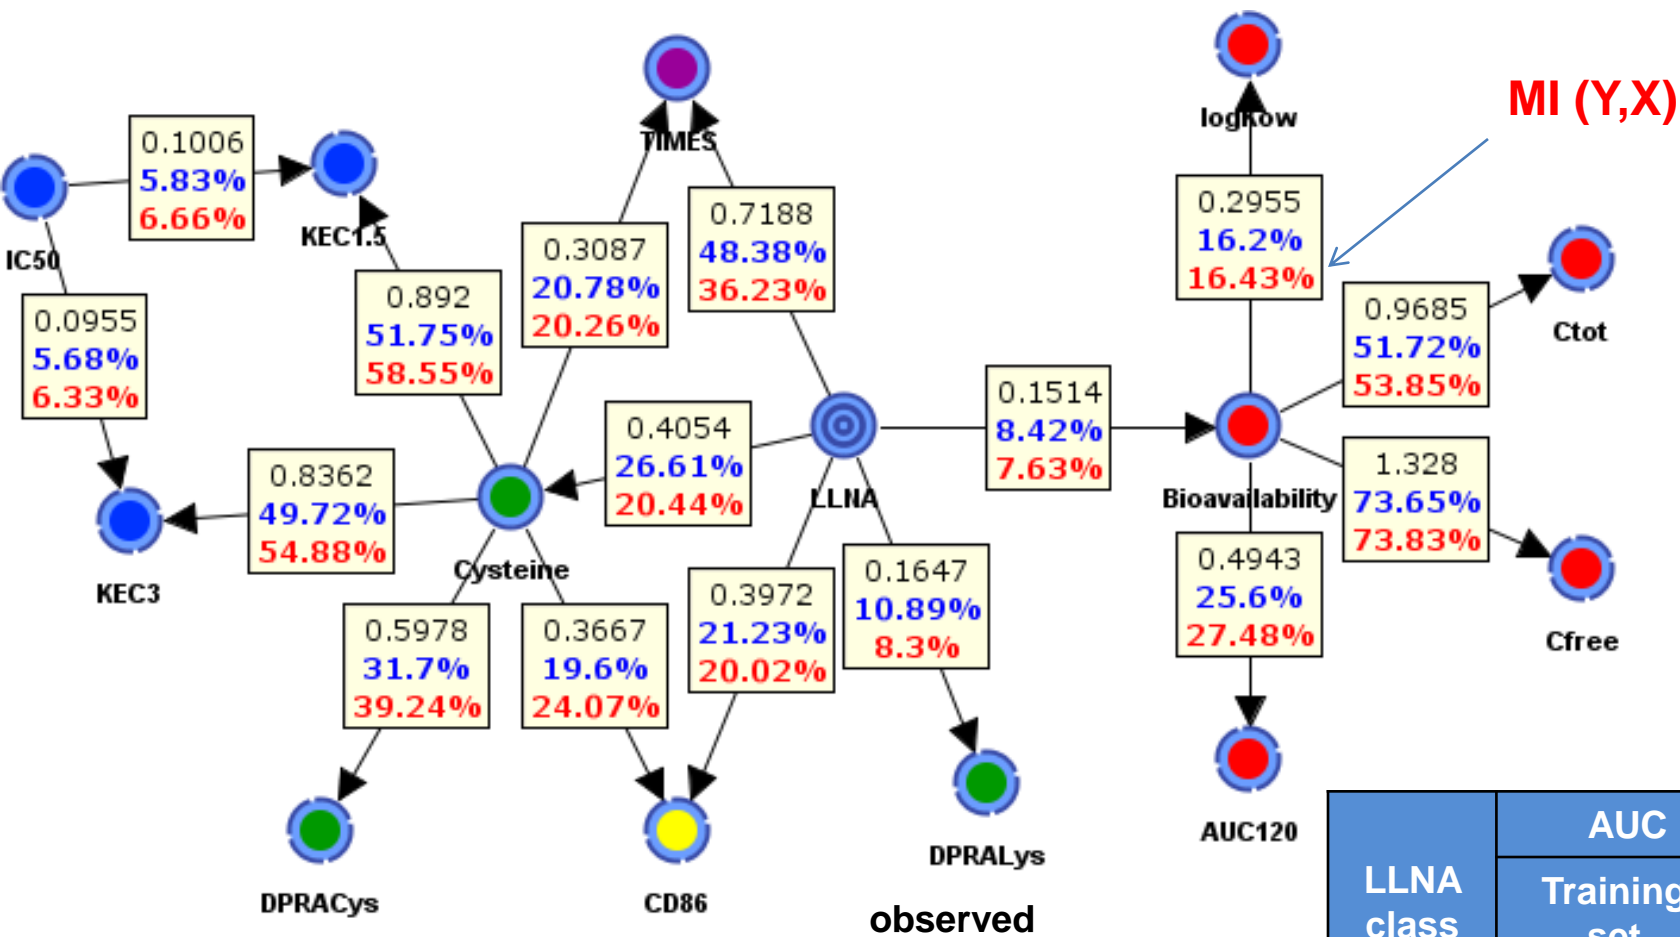 logKow
MI (Y,X)
TIMES
0.1006
5.83%
6.66%
KEC1.5
IC50
0.3087
20.78%
20.26%
0.7188
48.38%
36.23%
0.2955
16.2%
16.43%
0.892
51.75%
58.55%
0.0955
5.68%
6.33%
0.9685
51.72%
53.85%
Ctot
0.4054
26.61%
20.44%
0.1514
8.42%
7.63%
LLNA
Bioavailability
0.8362
49.72%
54.88%
KEC3
Cysteine
1.328
73.65%
73.83%
Cfree
0.5978
31.7%
39.24%
0.3667
19.6%
24.07%
0.3972
21.23%
20.02%
0.1647
10.89%
8.3%
0.4943
25.6%
27.48%
DPRACys
CD86
DPRALys
AUC120
observed
LLNA
class
AUC
Training
set